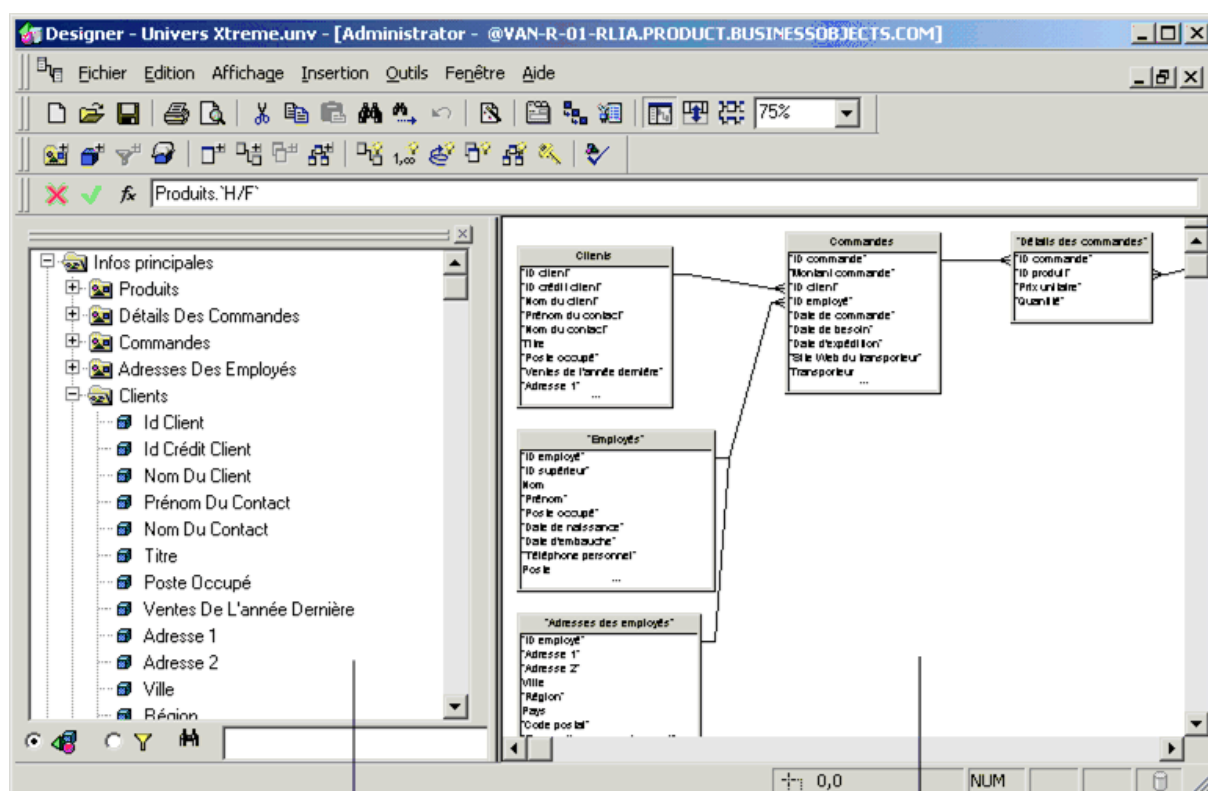 Designer - Univers Xtreme.unv - [Administrator - @VAN-R-01-RLIA.PRODUCT.BUSINESSOBJECTS.COM]
Fichier Edition Affichage Insertion Outils Fenêtre Aide
75%
Produits.`H/F`
Infos principales
Produits
Détails Des Commandes
Commandes
Adresses Des Employés
Clients
Id Client
Id Crédit Client
Nom Du Client
Prénom Du Contact
Nom Du Contact
Titre
Poste Occupé
Ventes De L'année Dernière
Adresse 1
Adresse 2
Ville
Région
Clients
"ID client"
"ID crédit client"
"Nom du client"
"Prénom du contact"
"Nom du contact"
Titre
"Poste occupé"
"Ventes de l'année dernière"
"Adresse 1"
...
Commandes
"ID commande"
"Montant commande"
"ID client"
"ID employé"
"Date de commande"
"Date de besoin"
"Date d'expédition"
"Site Web du transporteur"
Transporteur
...
"Détails des commandes"
"ID commande"
"ID produit"
"Prix unitaire"
"Quantité"
"Employés"
"ID employé"
"ID supérieur"
Nom
"Prénom"
"Poste occupé"
"Date de naissance"
"Date d'embauche"
"Téléphone personnel"
Poste
...
"Adresses des employés"
"ID employé"
"Adresse 1"
"Adresse 2"
Ville
"Région"
Pays
"Code postal"
0,0
NUM